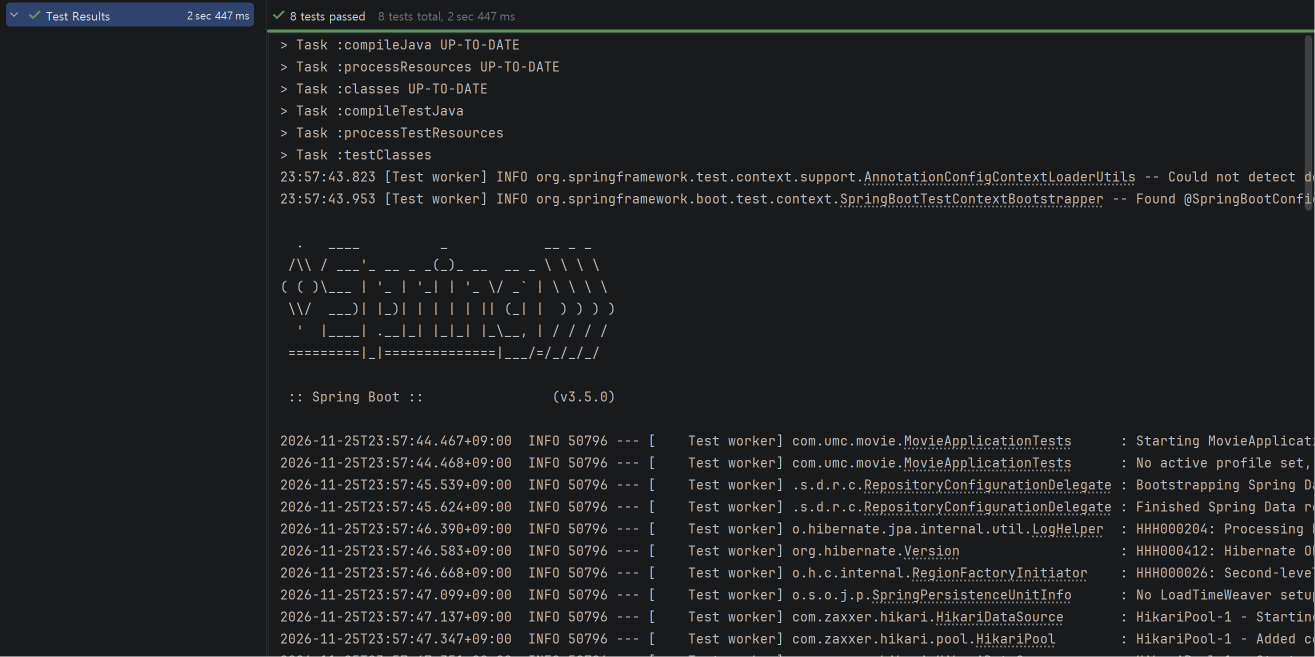 Test Results 2 sec 447 ms
8 tests passed 8 tests total, 2 sec 447 ms
> Task :compileJava UP-TO-DATE
> Task :processResources UP-TO-DATE
> Task :classes UP-TO-DATE
> Task :compileTestJava
> Task :processTestResources
> Task :testClasses
23:57:43.823 [Test worker] INFO org.springframework.test.context.support.AnnotationConfigContextLoaderUtils -- Could not detect
23:57:43.953 [Test worker] INFO org.springframework.boot.test.context.SpringBootTestContextBootstrapper -- Found @SpringBootConfi
  .   ____          _            __ _ _
 /\\ / ___'_ __ _ _(_)_ __  __ _ \ \ \ \
( ( )\___ | '_ | '_| | '_ \/ _` | \ \ \ \
 \\/  ___)| |_)| | | | | || (_| |  ) ) ) )
  '  |____| .__|_| |_|_| |_\__, | / / / /
 =========|_|==============|___/=/_/_/_/
:: Spring Boot ::                (v3.5.0)
2026-11-25T23:57:44.467+09:00  INFO 50796 --- [    Test worker] com.umc.movie.MovieApplicationTests      : Starting MovieApplicati
2026-11-25T23:57:44.468+09:00  INFO 50796 --- [    Test worker] com.umc.movie.MovieApplicationTests      : No active profile set,
2026-11-25T23:57:45.539+09:00  INFO 50796 --- [    Test worker] .s.d.r.c.RepositoryConfigurationDelegate : Bootstrapping Spring Da
2026-11-25T23:57:45.624+09:00  INFO 50796 --- [    Test worker] .s.d.r.c.RepositoryConfigurationDelegate : Finished Spring Data re
2026-11-25T23:57:46.390+09:00  INFO 50796 --- [    Test worker] o.hibernate.jpa.internal.util.LogHelper  : HHH000204: Processing
2026-11-25T23:57:46.583+09:00  INFO 50796 --- [    Test worker] org.hibernate.Version                    : HHH000412: Hibernate
2026-11-25T23:57:46.668+09:00  INFO 50796 --- [    Test worker] o.h.c.internal.RegionFactoryInitiator    : HHH000026: Second-level
2026-11-25T23:57:47.099+09:00  INFO 50796 --- [    Test worker] o.s.o.j.p.SpringPersistenceUnitInfo      : No LoadTimeWeaver setup
2026-11-25T23:57:47.137+09:00  INFO 50796 --- [    Test worker] com.zaxxer.hikari.HikariDataSource       : HikariPool-1 - Starting
2026-11-25T23:57:47.347+09:00  INFO 50796 --- [    Test worker] com.zaxxer.hikari.pool.HikariPool        : HikariPool-1 - Added